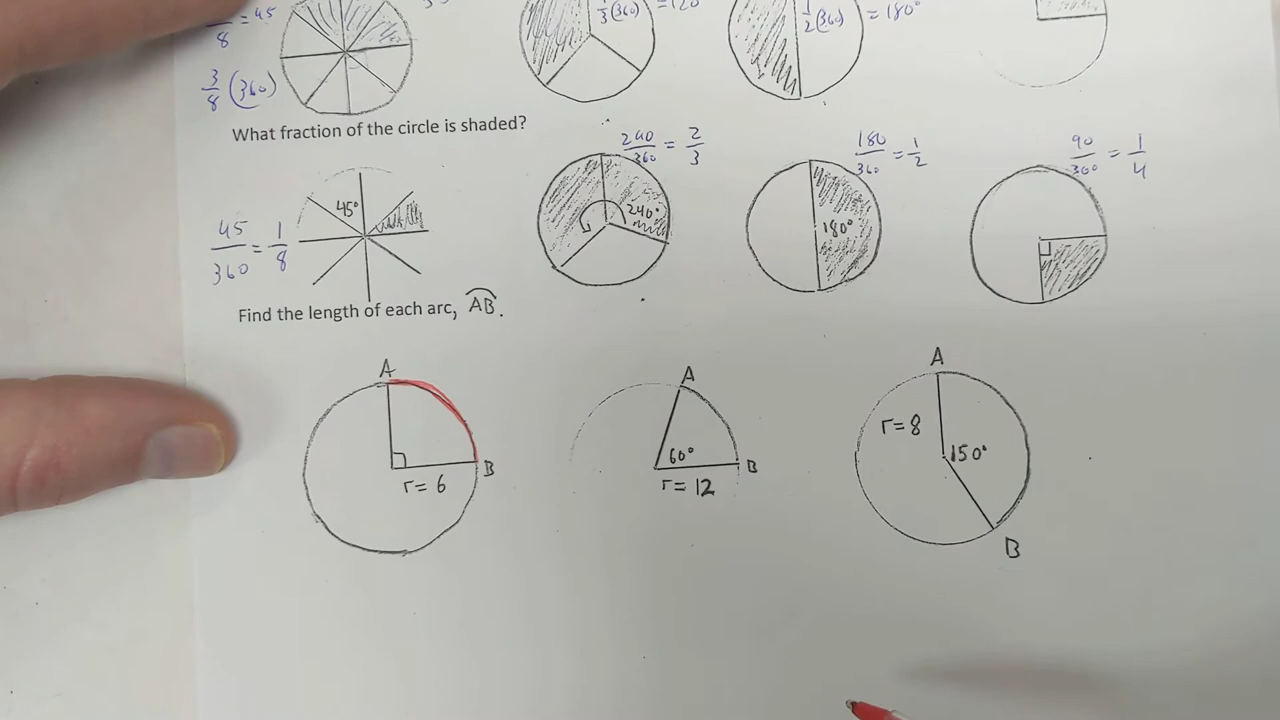 = 45
8
3/8 (360)
1/3(360) = 120
1/2(360) = 180°
What fraction of the circle is shaded?
45/360 = 1/8
45°
240/360 = 2/3
240°
180/360 = 1/2
180°
90/360 = 1/4
Find the length of each arc, AB.
A
B
r = 6
A
60°
B
r = 12
A
r = 8
150°
B